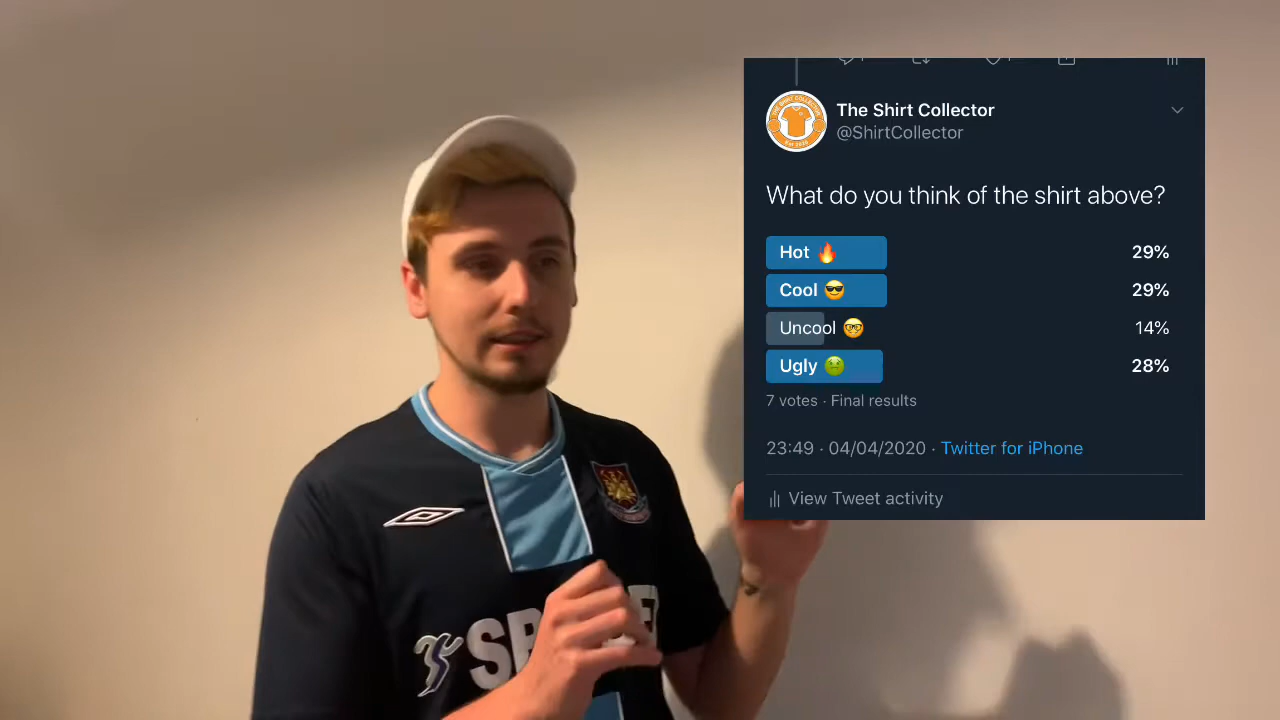 The Shirt Collector
@ShirtCollector
What do you think of the shirt above?
Hot 🔥 29%
Cool 😎 29%
Uncool 🤓 14%
Ugly 🤢 28%
7 votes · Final results
23:49 · 04/04/2020 · Twitter for iPhone
View Tweet activity